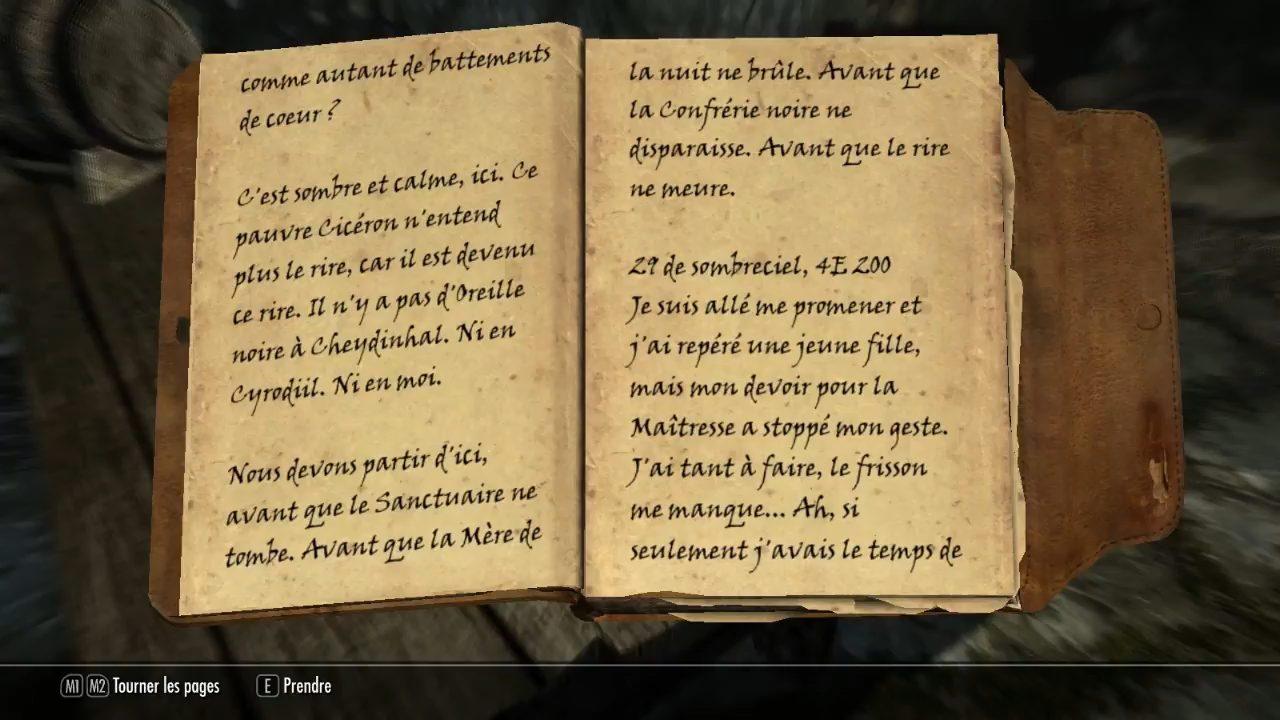 comme autant de battements
de coeur ?
C'est sombre et calme, ici. Ce
pauvre Cicéron n'entend
plus le rire, car il est devenu
ce rire. Il n'y a pas d'Oreille
noire à Cheydinhal. Ni en
Cyrodiil. Ni en moi.
Nous devons partir d'ici,
avant que le Sanctuaire ne
tombe. Avant que la Mère de
la nuit ne brûle. Avant que
la Confrérie noire ne
disparaisse. Avant que le rire
ne meure.
29 de sombreciel, 4E 200
Je suis allé me promener et
j'ai repéré une jeune fille,
mais mon devoir pour la
Maîtresse a stoppé mon geste.
J'ai tant à faire, le frisson
me manque... Ah, si
seulement j'avais le temps de
M1 M2 Tourner les pages E Prendre